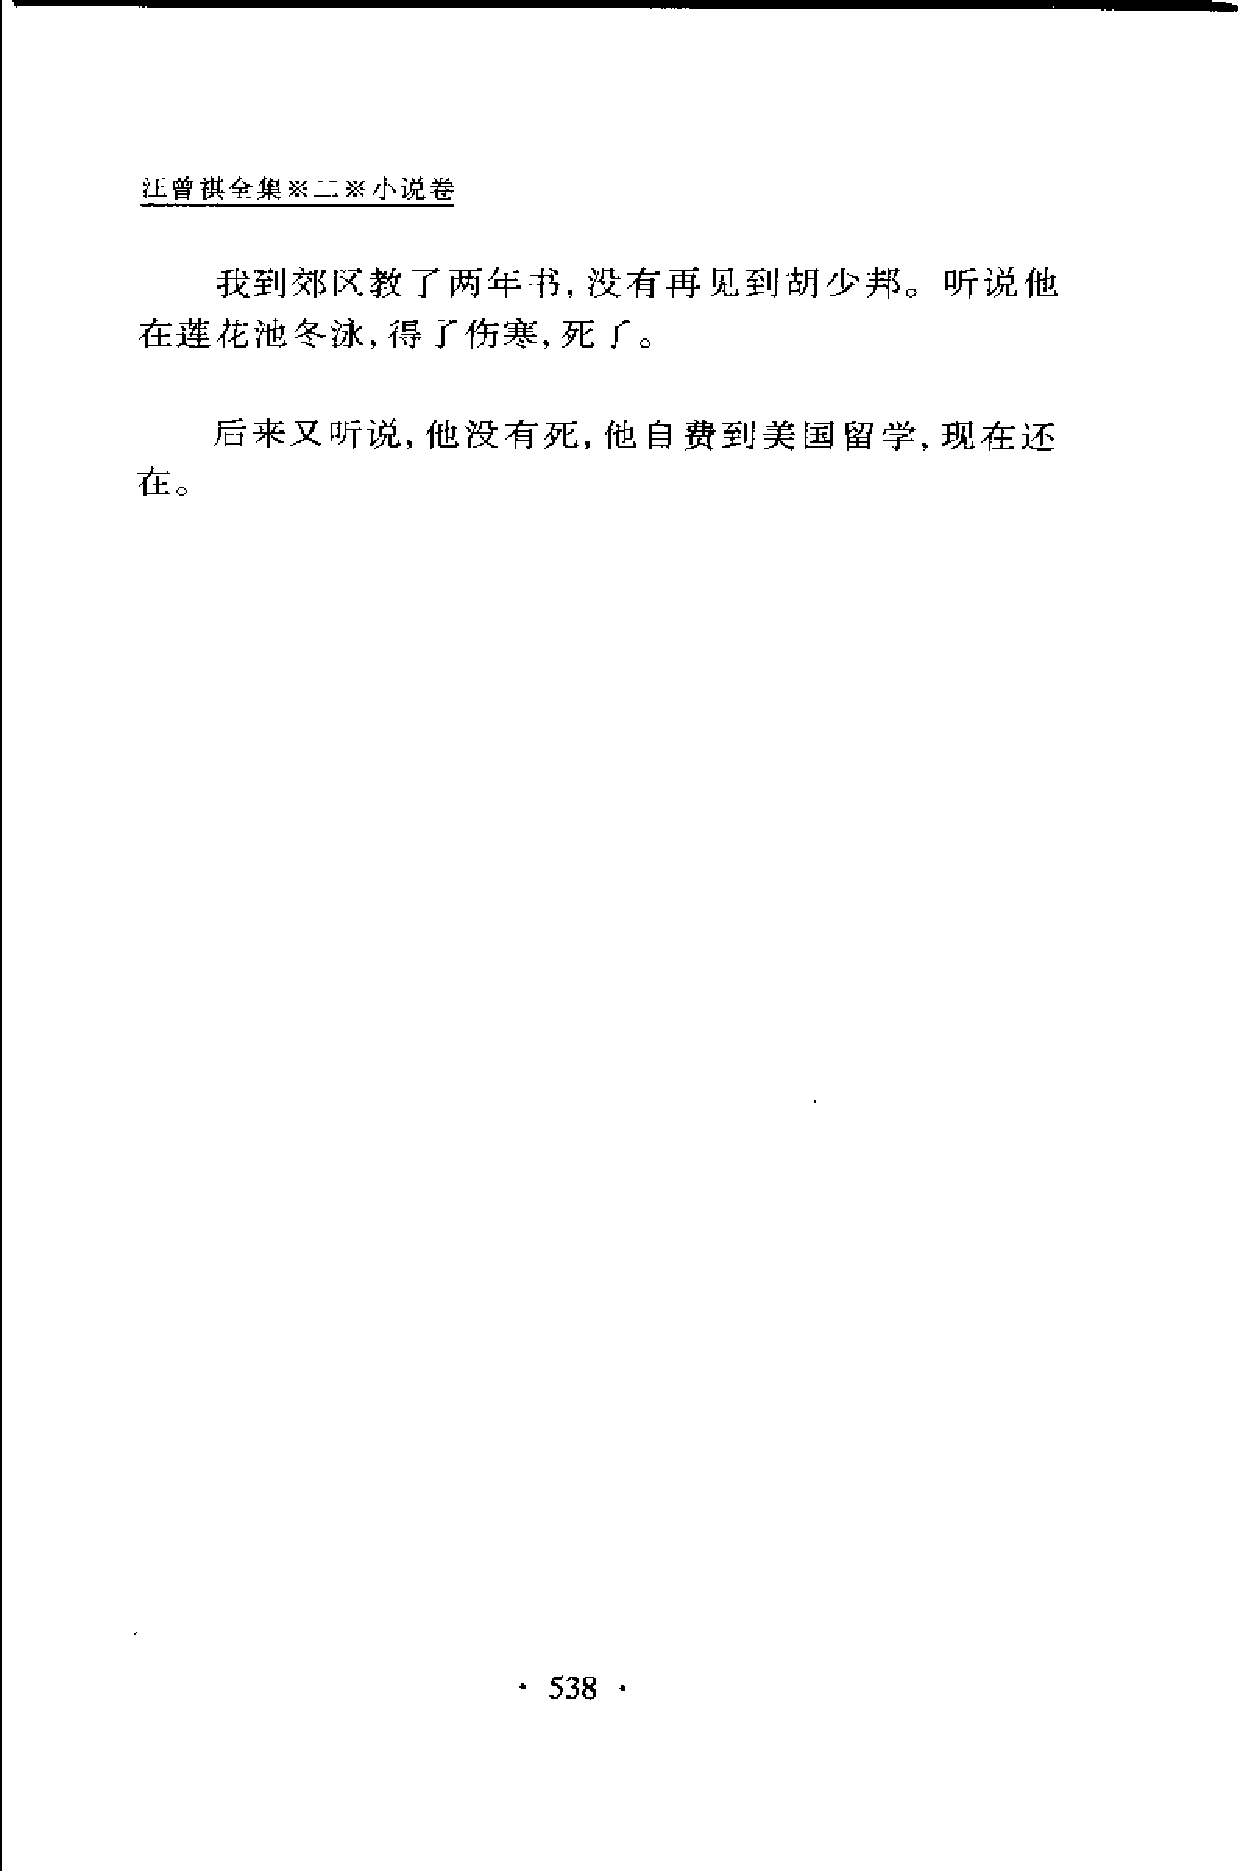 汪曾祺全集※二※小说卷
我到郊区教了两年书,没有再见到胡少邦。听说他
在莲花池冬泳,得了伤寒,死了。
后来又听说,他没有死,他自费到美国留学,现在还
在。
· 538 ·